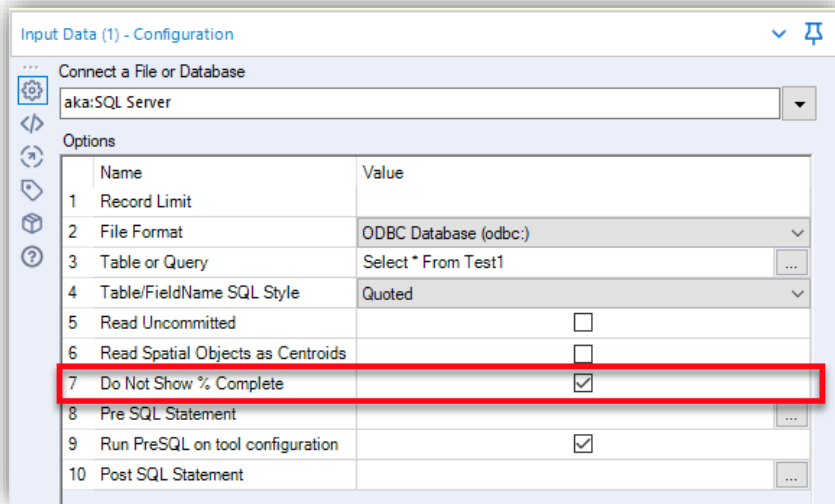 Input Data (1) - Configuration
Connect a File or Database
aka:SQL Server
Options
Name Value
1 Record Limit
2 File Format ODBC Database (odbc:)
3 Table or Query Select * From Test1 ...
4 Table/FieldName SQL Style Quoted
5 Read Uncommitted
6 Read Spatial Objects as Centroids
7 Do Not Show % Complete
8 Pre SQL Statement ...
9 Run PreSQL on tool configuration
10 Post SQL Statement ...